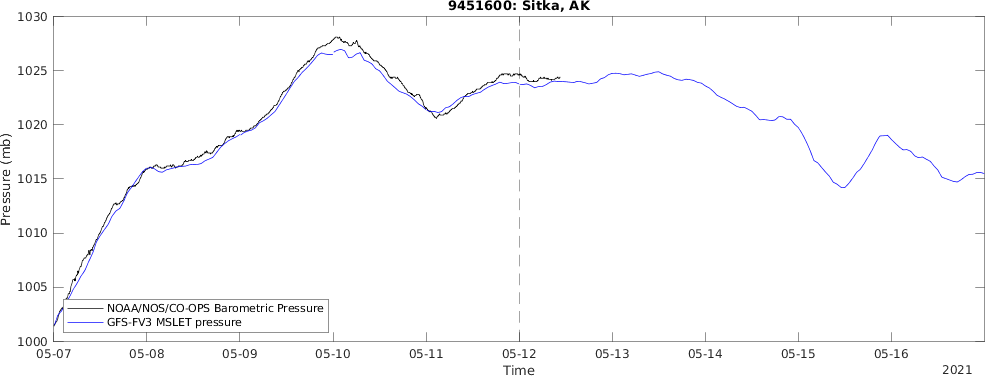 9451600: Sitka, AK
1030
1025
1020
1015
1010
1005
1000
Pressure (mb)
NOAA/NOS/CO-OPS Barometric Pressure
GFS-FV3 MSLET pressure
05-07 05-08 05-09 05-10 05-11 05-12 05-13 05-14 05-15 05-16
Time
2021